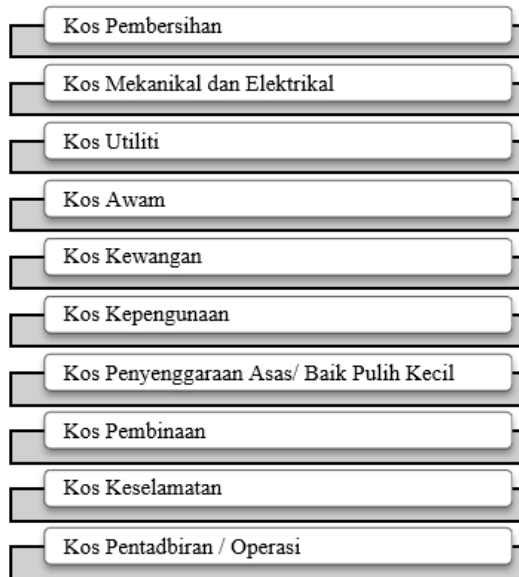 Kos Pembersihan
Kos Mekanikal dan Elektrikal
Kos Utiliti
Kos Awam
Kos Kewangan
Kos Kepengunaan
Kos Penyenggaraan Asas/ Baik Pulih Kecil
Kos Pembinaan
Kos Keselamatan
Kos Pentadbiran / Operasi